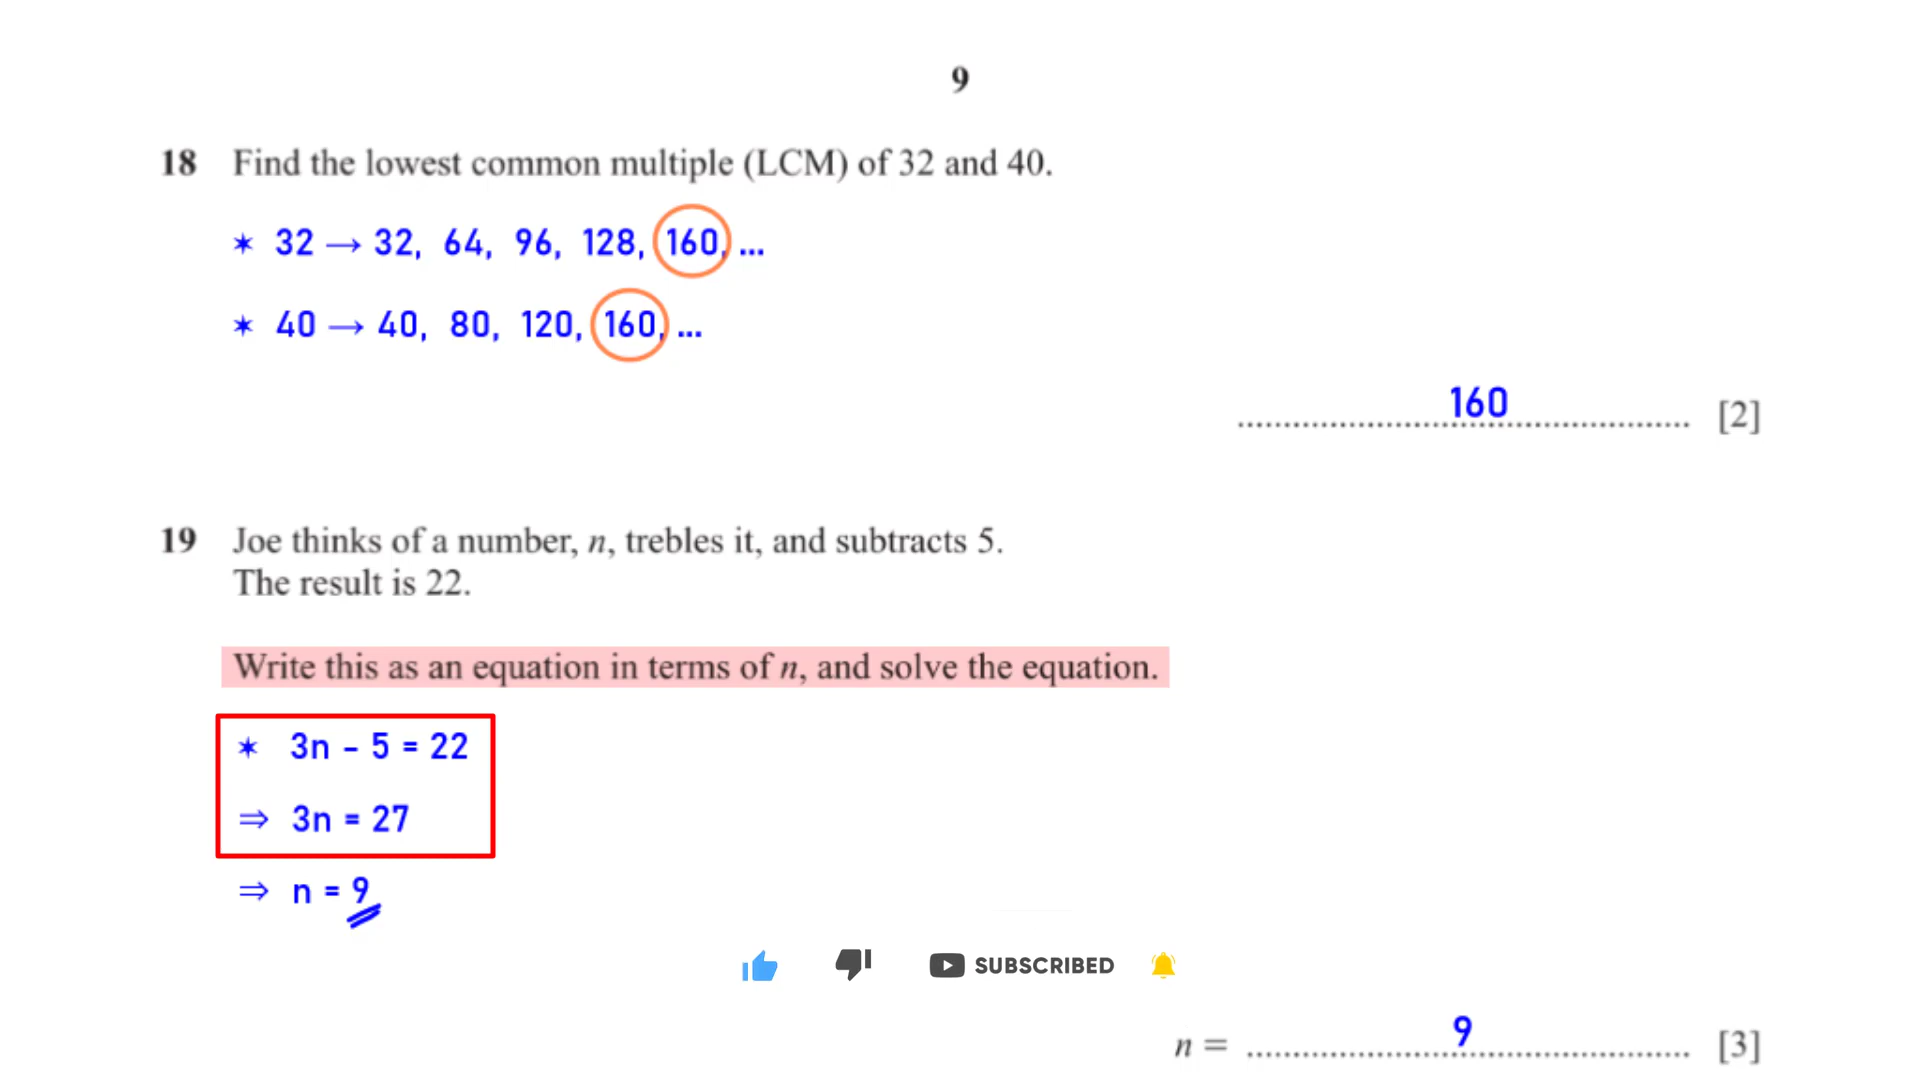 9
18 Find the lowest common multiple (LCM) of 32 and 40.
✶ 32 → 32, 64, 96, 128, 160, ...
✶ 40 → 40, 80, 120, 160, ...
160
........................................ [2]
19 Joe thinks of a number, n, trebles it, and subtracts 5.
The result is 22.
Write this as an equation in terms of n, and solve the equation.
✶ 3n - 5 = 22
⇒ 3n = 27
⇒ n = 9
SUBSCRIBED
9
n = ........................................ [3]